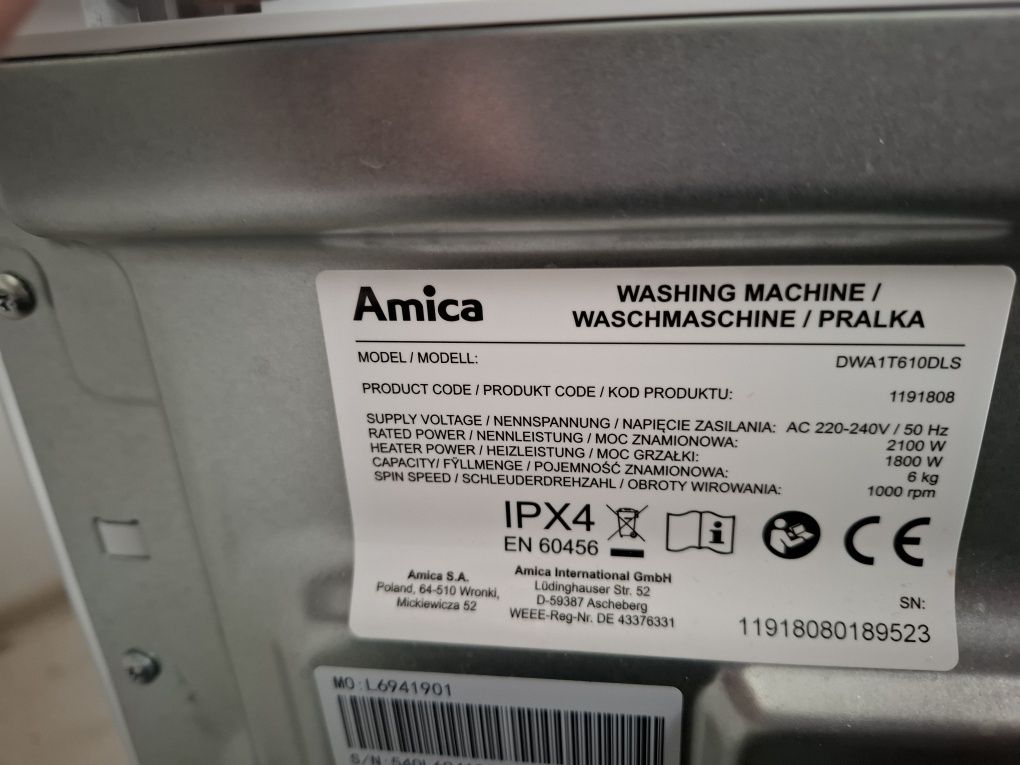 Amica
WASHING MACHINE /
WASCHMASCHINE / PRALKA
MODEL / MODELL: DWA1T610DLS
PRODUCT CODE / PRODUKT CODE / KOD PRODUKTU: 1191808
SUPPLY VOLTAGE / NENNSPANNUNG / NAPIĘCIE ZASILANIA: AC 220-240V / 50 Hz
RATED POWER / NENNLEISTUNG / MOC ZNAMIONOWA: 2100 W
HEATER POWER / HEIZLEISTUNG / MOC GRZAŁKI: 1800 W
CAPACITY/ FŸLLMENGE / POJEMNOŚĆ ZNAMIONOWA: 6 kg
SPIN SPEED / SCHLEUDERDREHZAHL / OBROTY WIROWANIA: 1000 rpm
IPX4
EN 60456
CE
Amica S.A.
Poland, 64-510 Wronki,
Mickiewicza 52
Amica International GmbH
Lüdinghauser Str. 52
D-59387 Ascheberg
WEEE-Reg-Nr. DE 43376331
SN:
11918080189523
MO:L6941901
S/N: